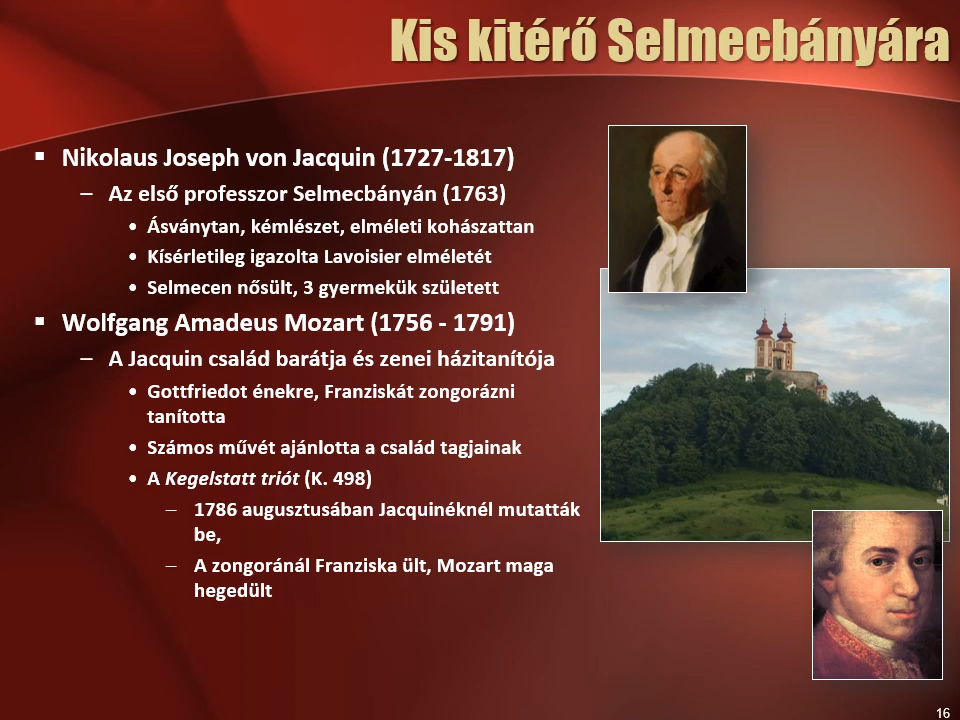 Kis kitérő Selmecbányára
▪ Nikolaus Joseph von Jacquin (1727-1817)
– Az első professzor Selmecbányán (1763)
• Ásványtan, kémlészet, elméleti kohászattan
• Kísérletileg igazolta Lavoisier elméletét
• Selmecen nősült, 3 gyermekük született
▪ Wolfgang Amadeus Mozart (1756 - 1791)
– A Jacquin család barátja és zenei házitanítója
• Gottfriedot énekre, Franziskát zongorázni
tanította
• Számos művét ajánlotta a család tagjainak
• A Kegelstatt triót (K. 498)
– 1786 augusztusában Jacquinéknél mutatták
be,
– A zongoránál Franziska ült, Mozart maga
hegedült
16